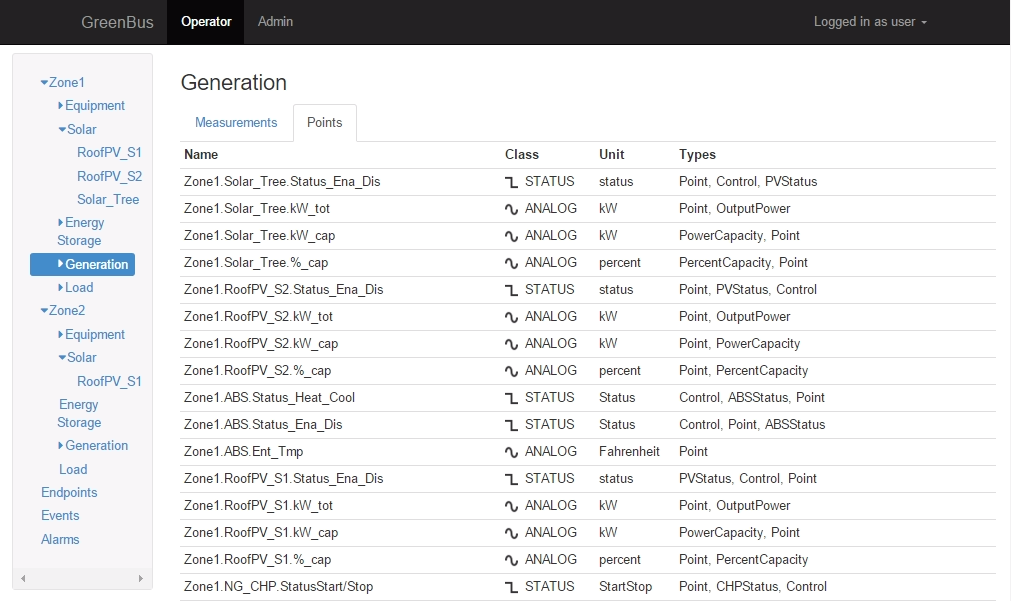 GreenBus Operator Admin Logged in as user
Zone1
Equipment
Solar
RoofPV_S1
RoofPV_S2
Solar_Tree
Energy
Storage
Generation
Load
Zone2
Equipment
Solar
RoofPV_S1
Energy
Storage
Generation
Load
Endpoints
Events
Alarms
Generation
Measurements Points
Name Class Unit Types
Zone1.Solar_Tree.Status_Ena_Dis STATUS status Point, Control, PVStatus
Zone1.Solar_Tree.kW_tot ANALOG kW Point, OutputPower
Zone1.Solar_Tree.kW_cap ANALOG kW PowerCapacity, Point
Zone1.Solar_Tree.%_cap ANALOG percent PercentCapacity, Point
Zone1.RoofPV_S2.Status_Ena_Dis STATUS status Point, PVStatus, Control
Zone1.RoofPV_S2.kW_tot ANALOG kW Point, OutputPower
Zone1.RoofPV_S2.kW_cap ANALOG kW Point, PowerCapacity
Zone1.RoofPV_S2.%_cap ANALOG percent Point, PercentCapacity
Zone1.ABS.Status_Heat_Cool STATUS Status Control, ABSStatus, Point
Zone1.ABS.Status_Ena_Dis STATUS Status Control, Point, ABSStatus
Zone1.ABS.Ent_Tmp ANALOG Fahrenheit Point
Zone1.RoofPV_S1.Status_Ena_Dis STATUS status PVStatus, Control, Point
Zone1.RoofPV_S1.kW_tot ANALOG kW Point, OutputPower
Zone1.RoofPV_S1.kW_cap ANALOG kW PowerCapacity, Point
Zone1.RoofPV_S1.%_cap ANALOG percent Point, PercentCapacity
Zone1.NG_CHP.StatusStart/Stop STATUS StartStop Point, CHPStatus, Control